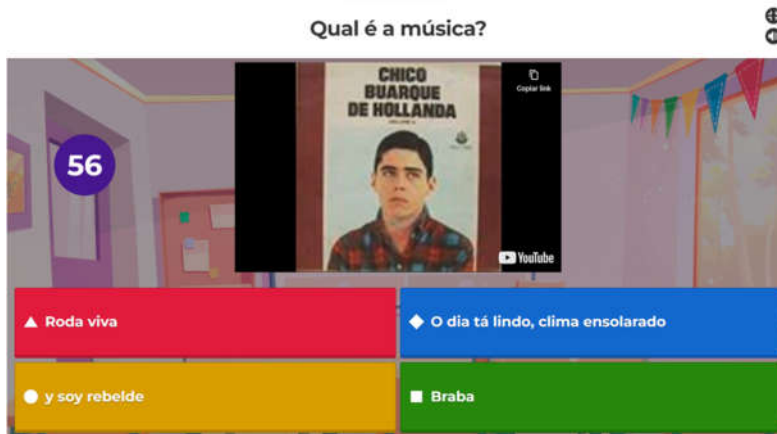 Qual é a música?
CHICO
BUARQUE
DE HOLLANDA
Copiar link
56
YouTube
Roda viva
O dia tá lindo, clima ensolarado
y soy rebelde
Braba